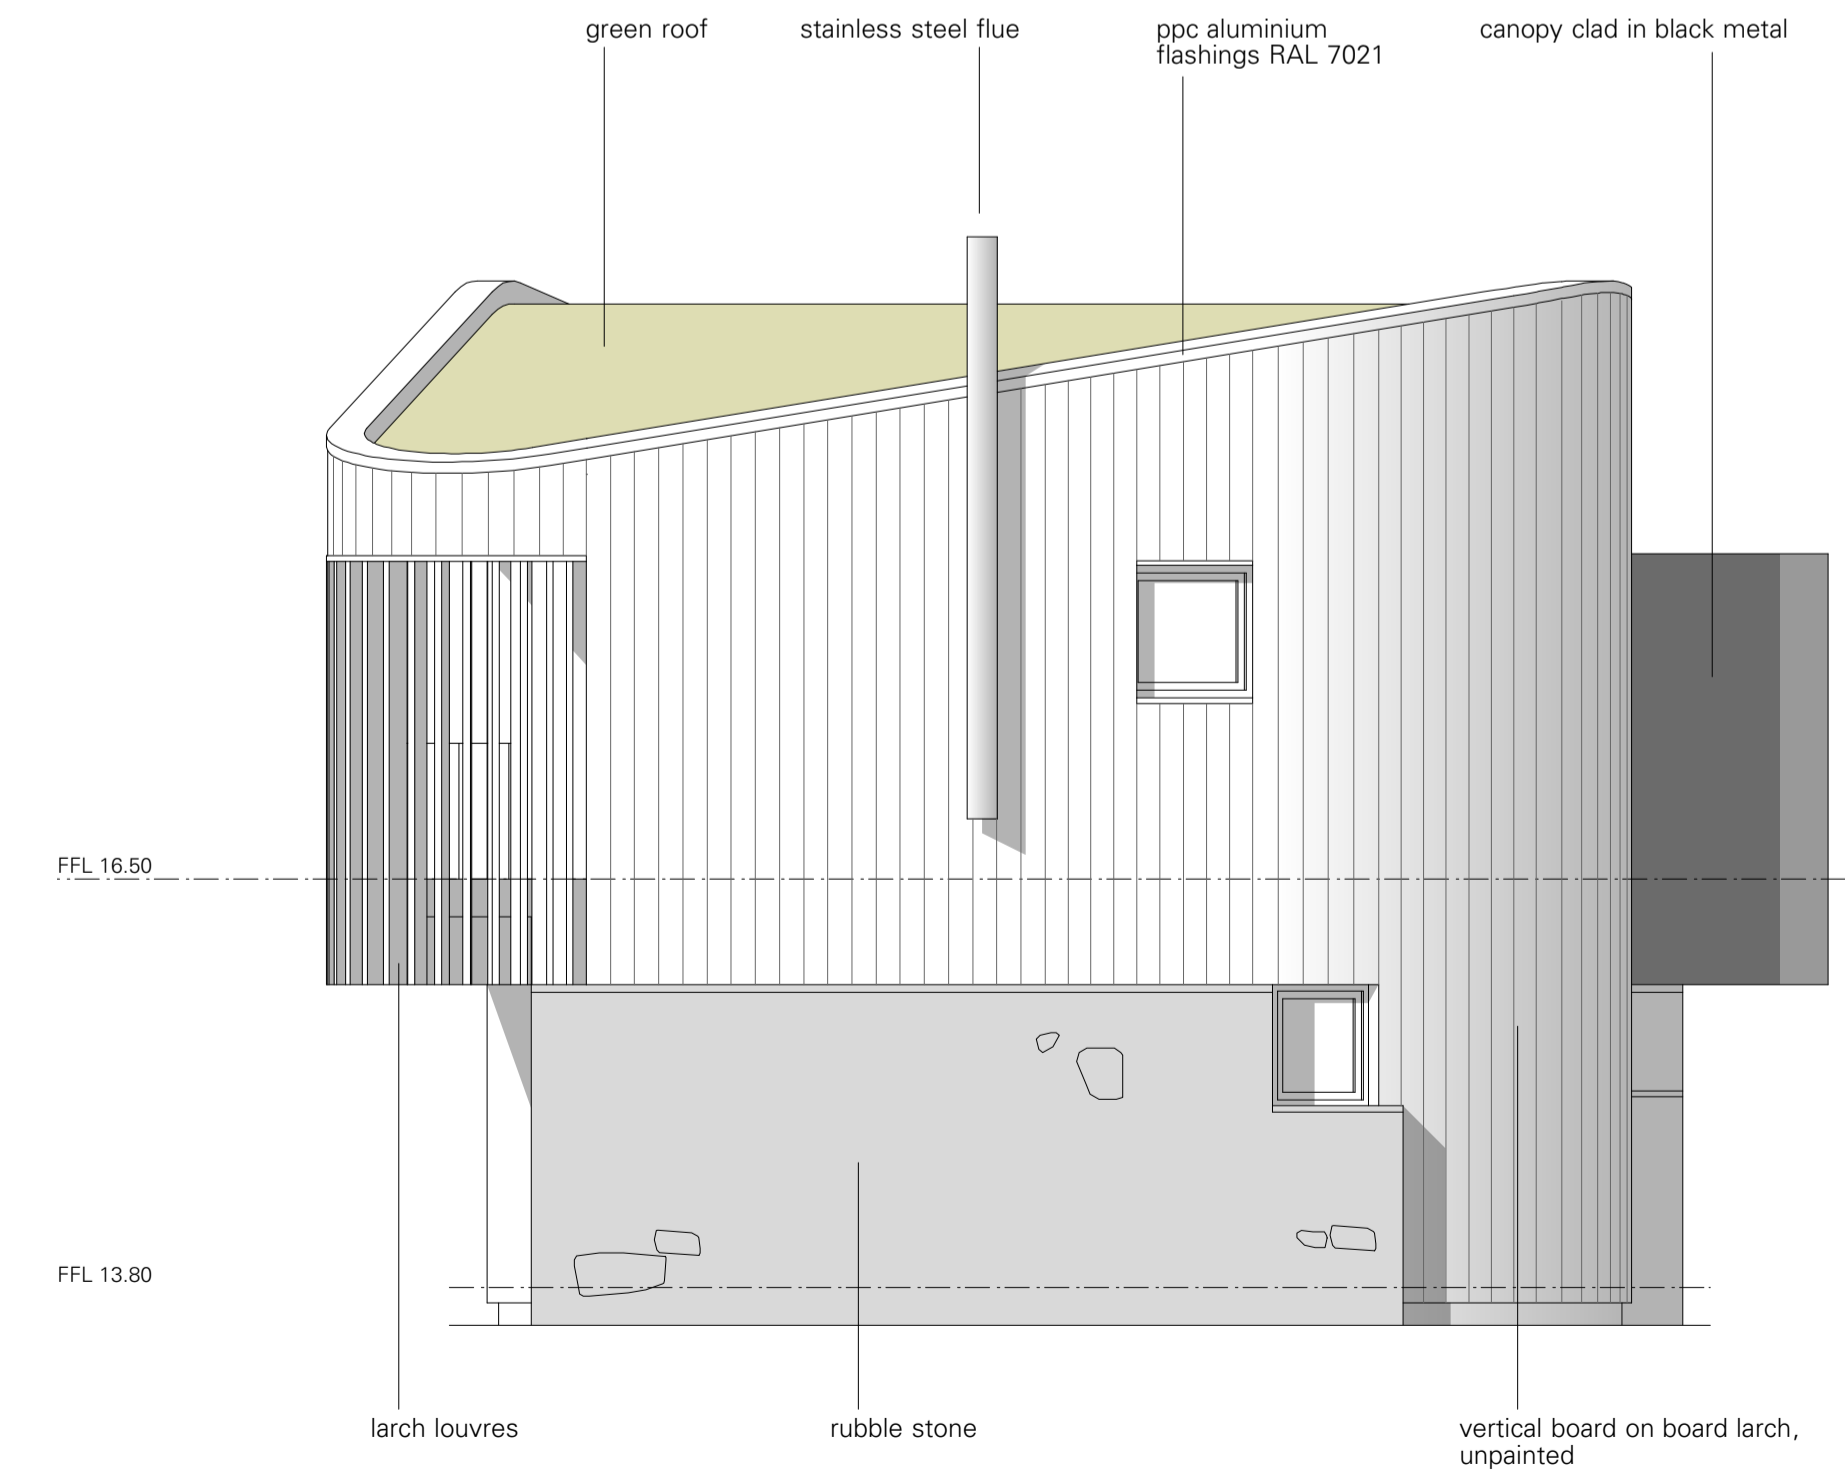 green roof
stainless steel flue
ppc aluminium
flashings RAL 7021
canopy clad in black metal
FFL 16.50
FFL 13.80
larch louvres
rubble stone
vertical board on board larch,
unpainted